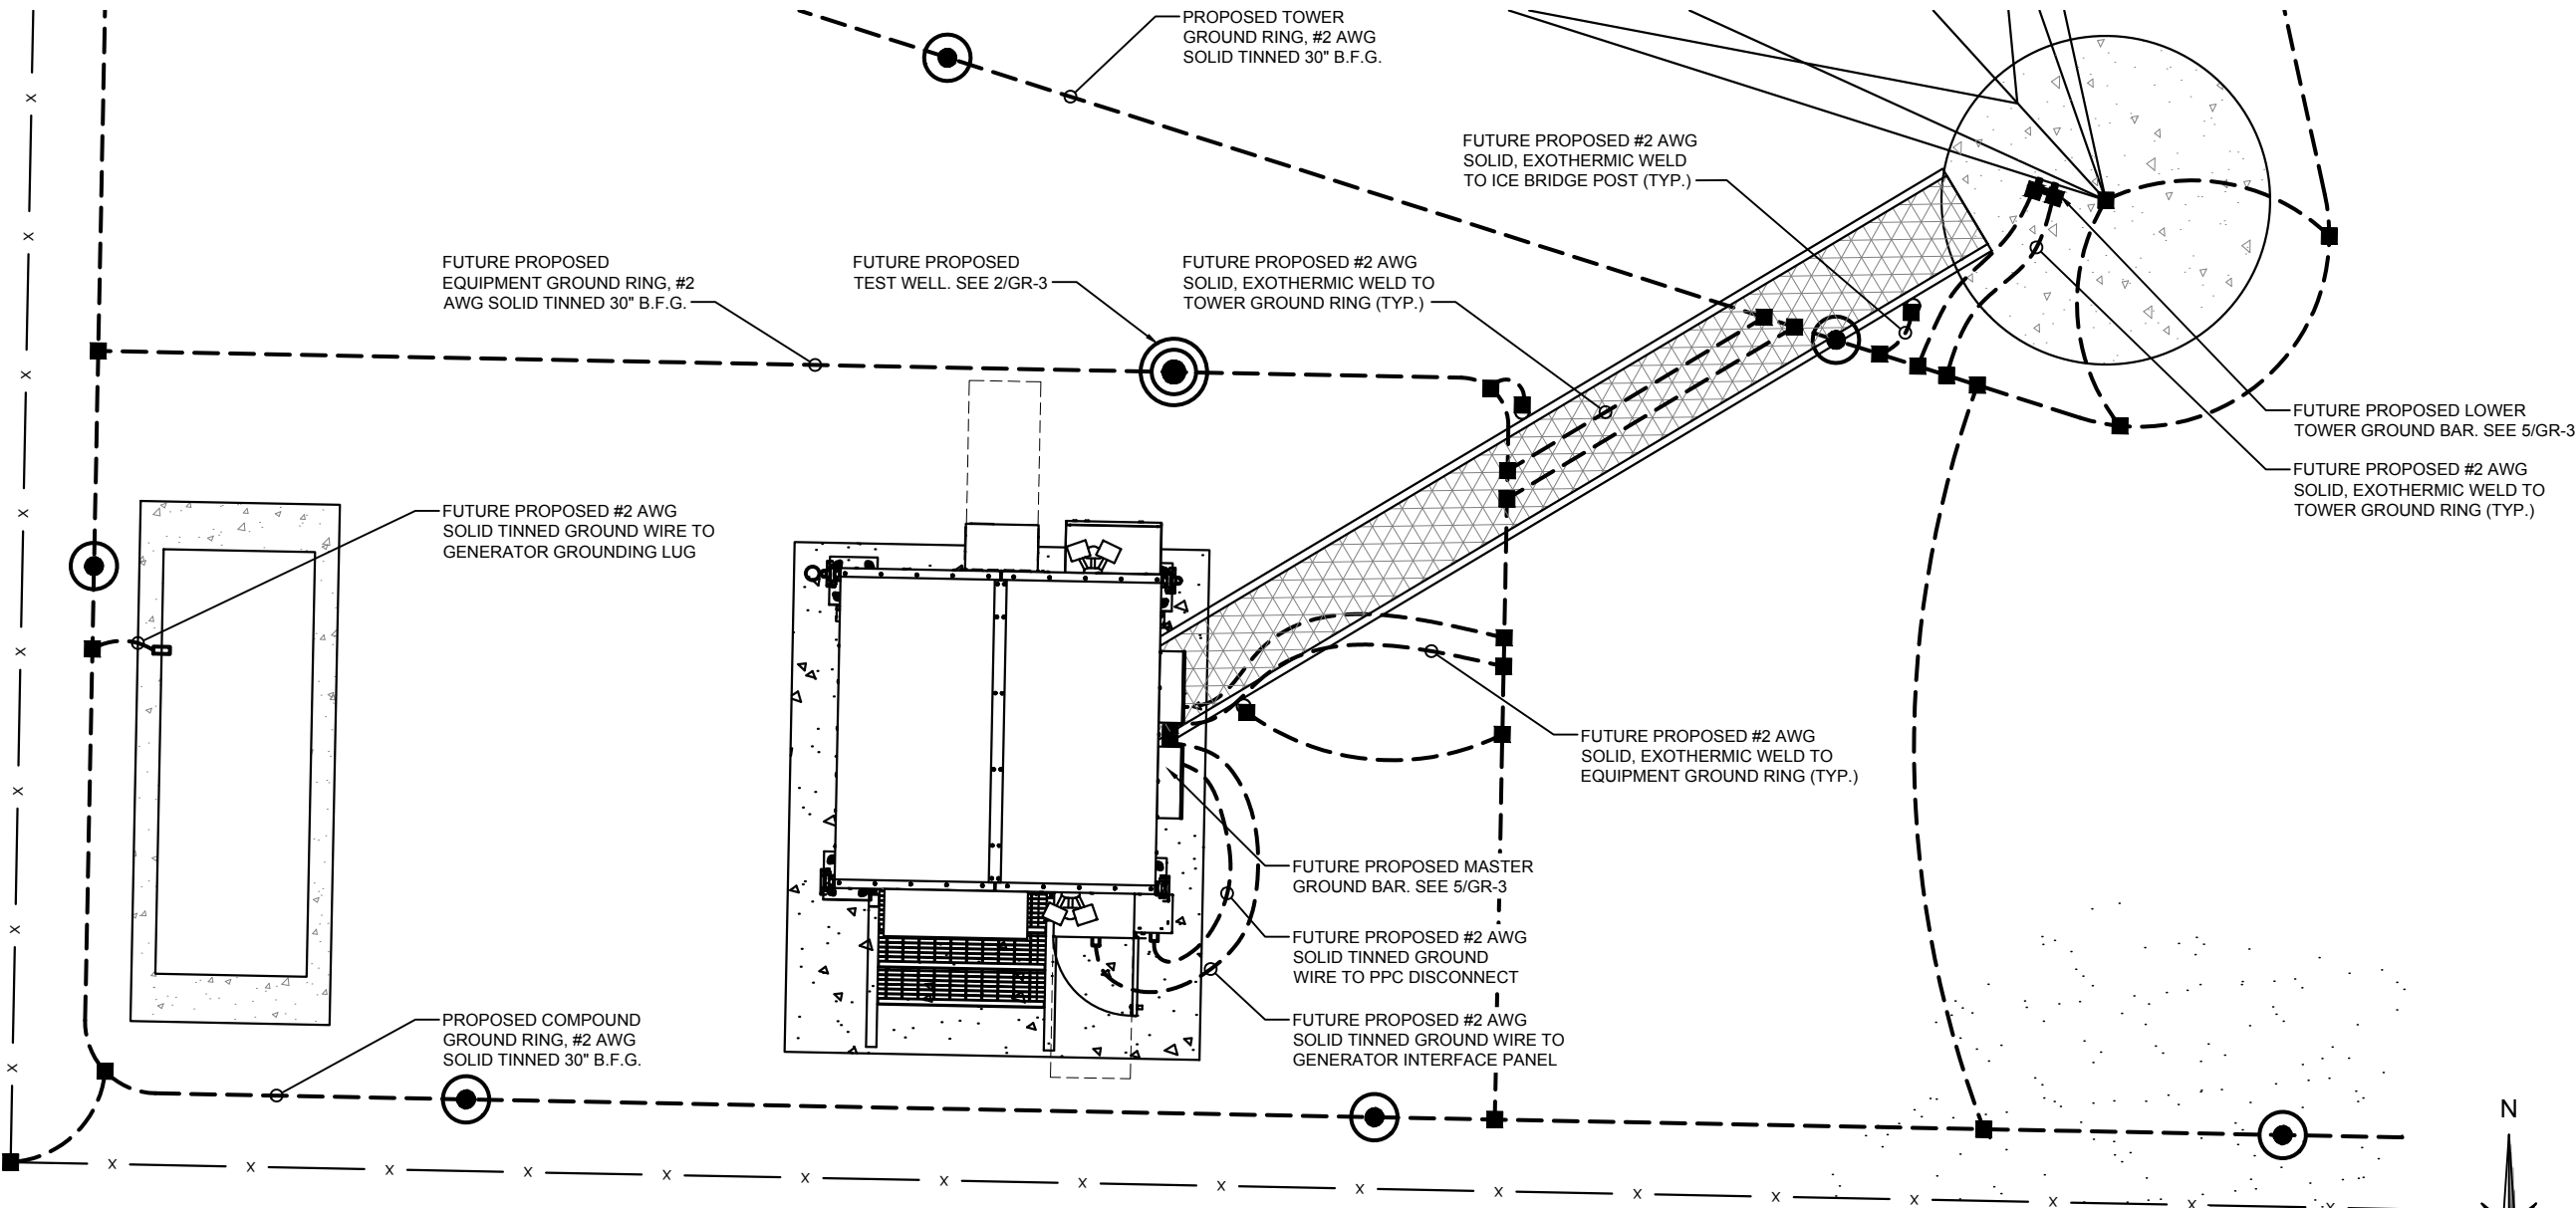 PROPOSED TOWER
GROUND RING, #2 AWG
SOLID TINNED 30" B.F.G.
FUTURE PROPOSED #2 AWG
SOLID, EXOTHERMIC WELD
TO ICE BRIDGE POST (TYP.)
FUTURE PROPOSED
EQUIPMENT GROUND RING, #2
AWG SOLID TINNED 30" B.F.G.
FUTURE PROPOSED
TEST WELL. SEE 2/GR-3
FUTURE PROPOSED #2 AWG
SOLID, EXOTHERMIC WELD TO
TOWER GROUND RING (TYP.)
FUTURE PROPOSED LOWER
TOWER GROUND BAR. SEE 5/GR-3
FUTURE PROPOSED #2 AWG
SOLID, EXOTHERMIC WELD TO
TOWER GROUND RING (TYP.)
FUTURE PROPOSED #2 AWG
SOLID TINNED GROUND WIRE TO
GENERATOR GROUNDING LUG
FUTURE PROPOSED #2 AWG
SOLID, EXOTHERMIC WELD TO
EQUIPMENT GROUND RING (TYP.)
FUTURE PROPOSED MASTER
GROUND BAR. SEE 5/GR-3
FUTURE PROPOSED #2 AWG
SOLID TINNED GROUND
WIRE TO PPC DISCONNECT
FUTURE PROPOSED #2 AWG
SOLID TINNED GROUND WIRE TO
GENERATOR INTERFACE PANEL
PROPOSED COMPOUND
GROUND RING, #2 AWG
SOLID TINNED 30" B.F.G.
N
X
X
X
X
X
X
X
X
X
X X X X X X X X X X X X X X X X X